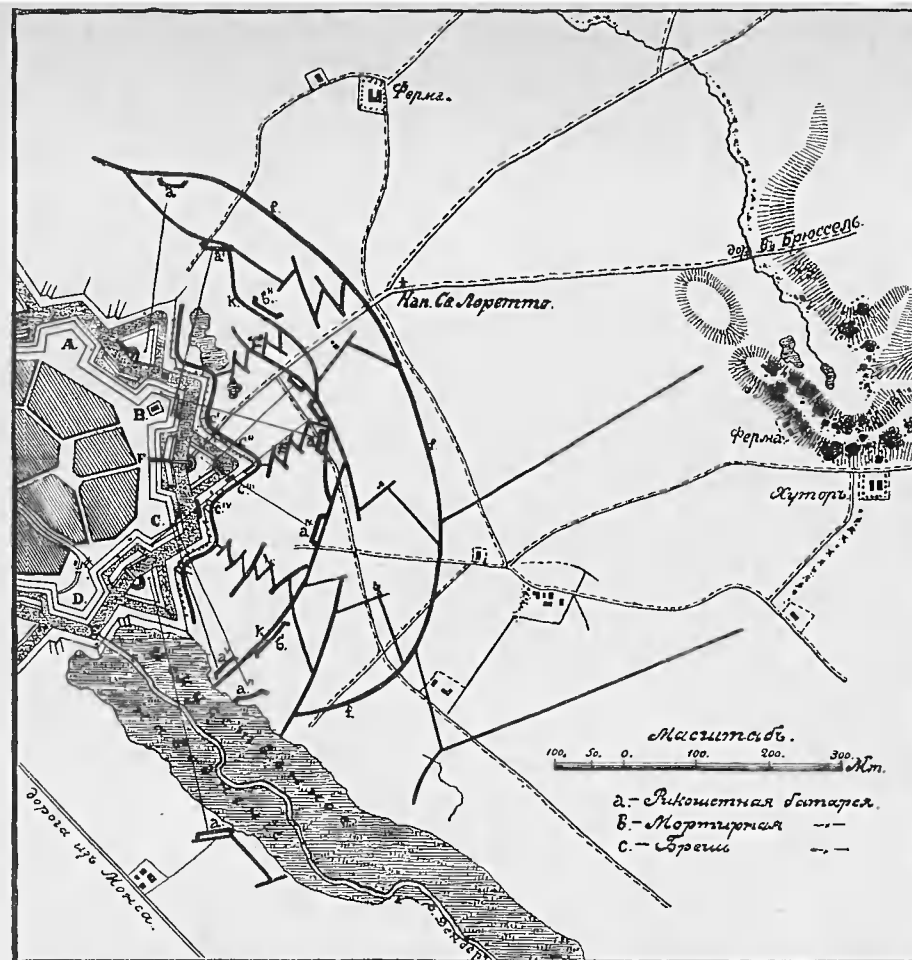 Ферма.
дор. Въ Брюссель.
Кап. Св. Лоретто.
Ферма
Хуторъ
A.
B.
F
C.
D.
a
a'
k.
б."
f.
f.
f.
c"
c'''
c'v
a"
k.
б.
a."
a
дорога изъ Монса.
р. Дендеръ
Масштабъ.
100. 50. 0. 100. 200. 300. Мт.
a.– Рикошетная батарея.
в.– Мортирная –„–
с.– Брешь –„–